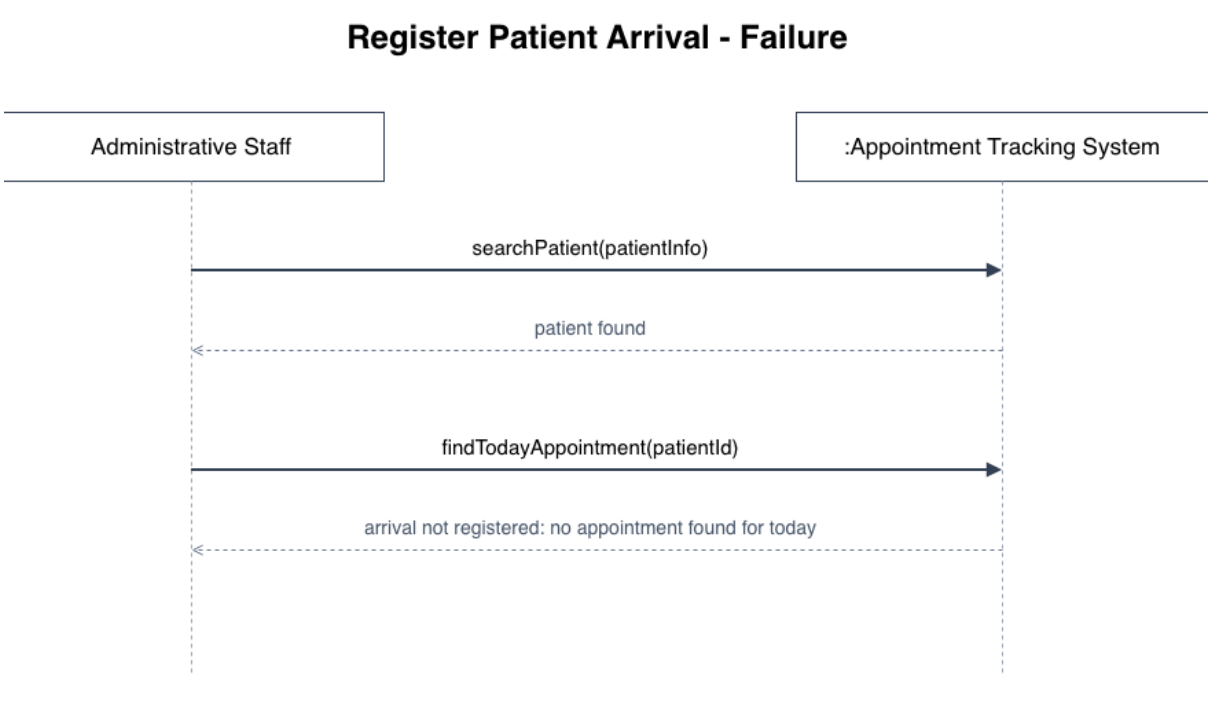 Register Patient Arrival - Failure
Administrative Staff
:Appointment Tracking System
searchPatient(patientInfo)
patient found
findTodayAppointment(patientId)
arrival not registered: no appointment found for today